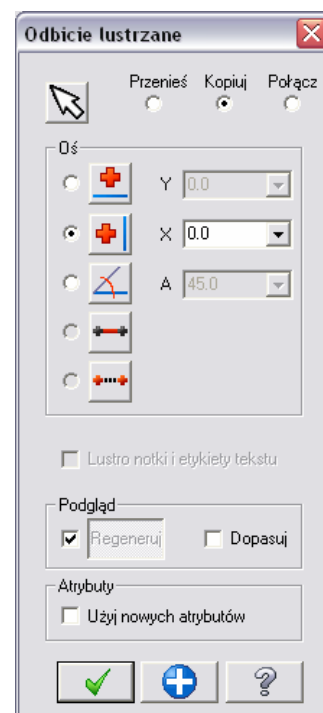 Odbicie lustrzane
Przenieś Kopiuj Połącz
Oś
Y 0.0
X 0.0
A 45.0
Lustro notki i etykiety tekstu
Podgląd
Regeneruj Dopasuj
Atrybuty
Użyj nowych atrybutów